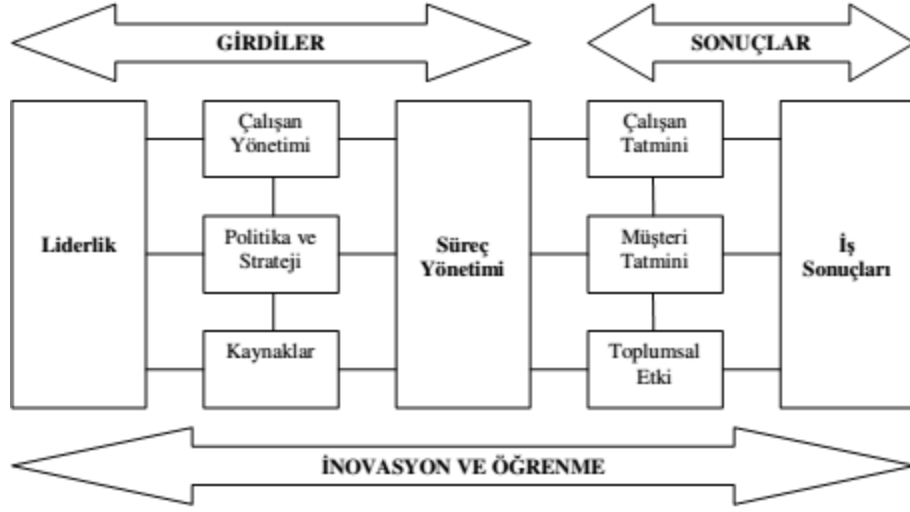 GİRDİLER
SONUÇLAR
Liderlik
Çalışan
Yönetimi
Politika ve
Strateji
Kaynaklar
Süreç
Yönetimi
Çalışan
Tatmini
Müşteri
Tatmini
Toplumsal
Etki
İş
Sonuçları
İNOVASYON VE ÖĞRENME